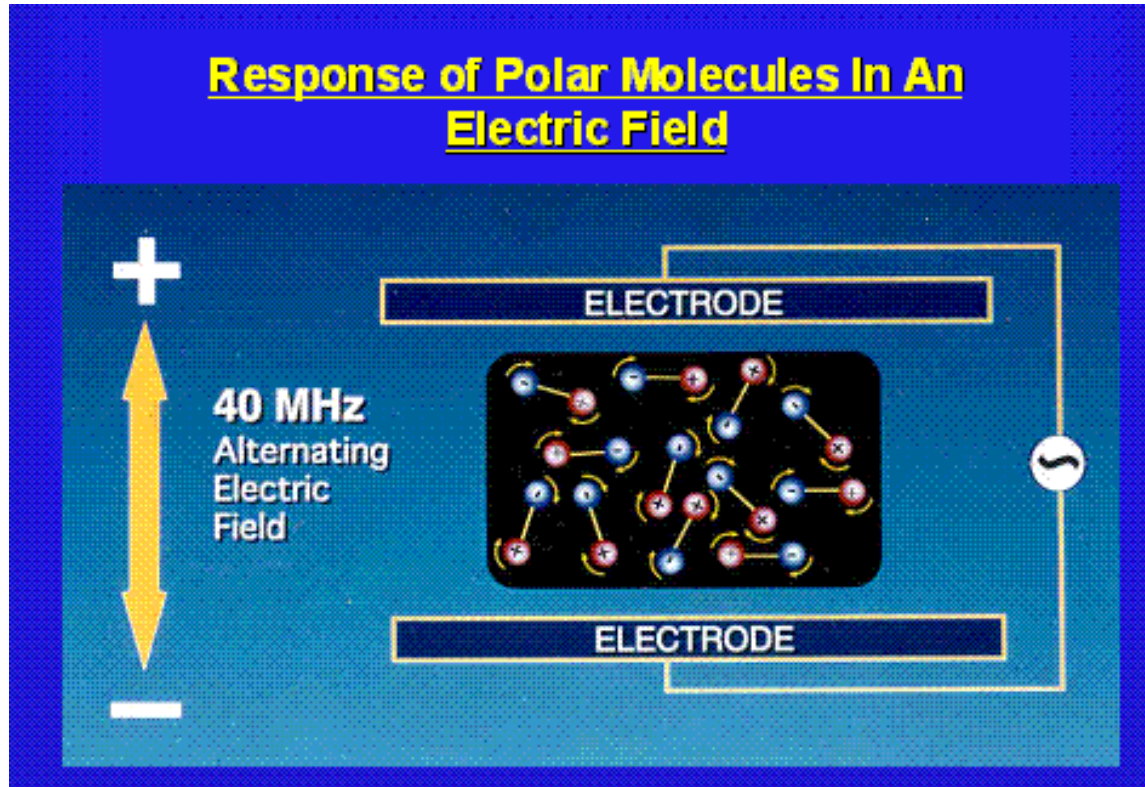 Response of Polar Molecules In An
Electric Field
+
ELECTRODE
40 MHz
Alternating
Electric
Field
ELECTRODE
−